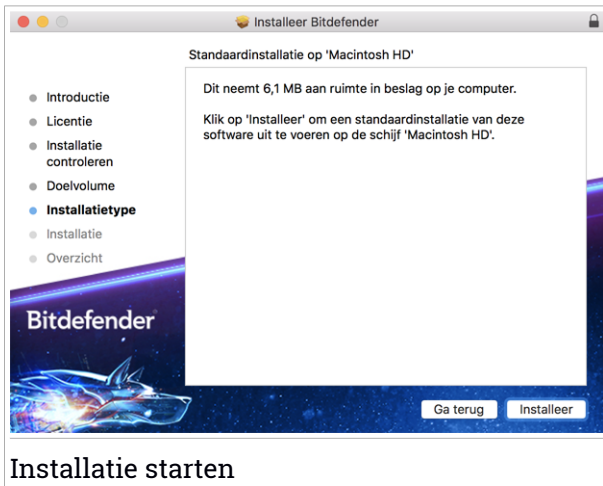 Installeer Bitdefender
Standaardinstallatie op 'Macintosh HD'
Introductie
Licentie
Installatie
controleren
Doelvolume
Installatietype
Installatie
Overzicht
Dit neemt 6,1 MB aan ruimte in beslag op je computer.
Klik op 'Installeer' om een standaardinstallatie van deze
software uit te voeren op de schijf 'Macintosh HD'.
Bitdefender
Ga terug
Installeer
Installatie starten